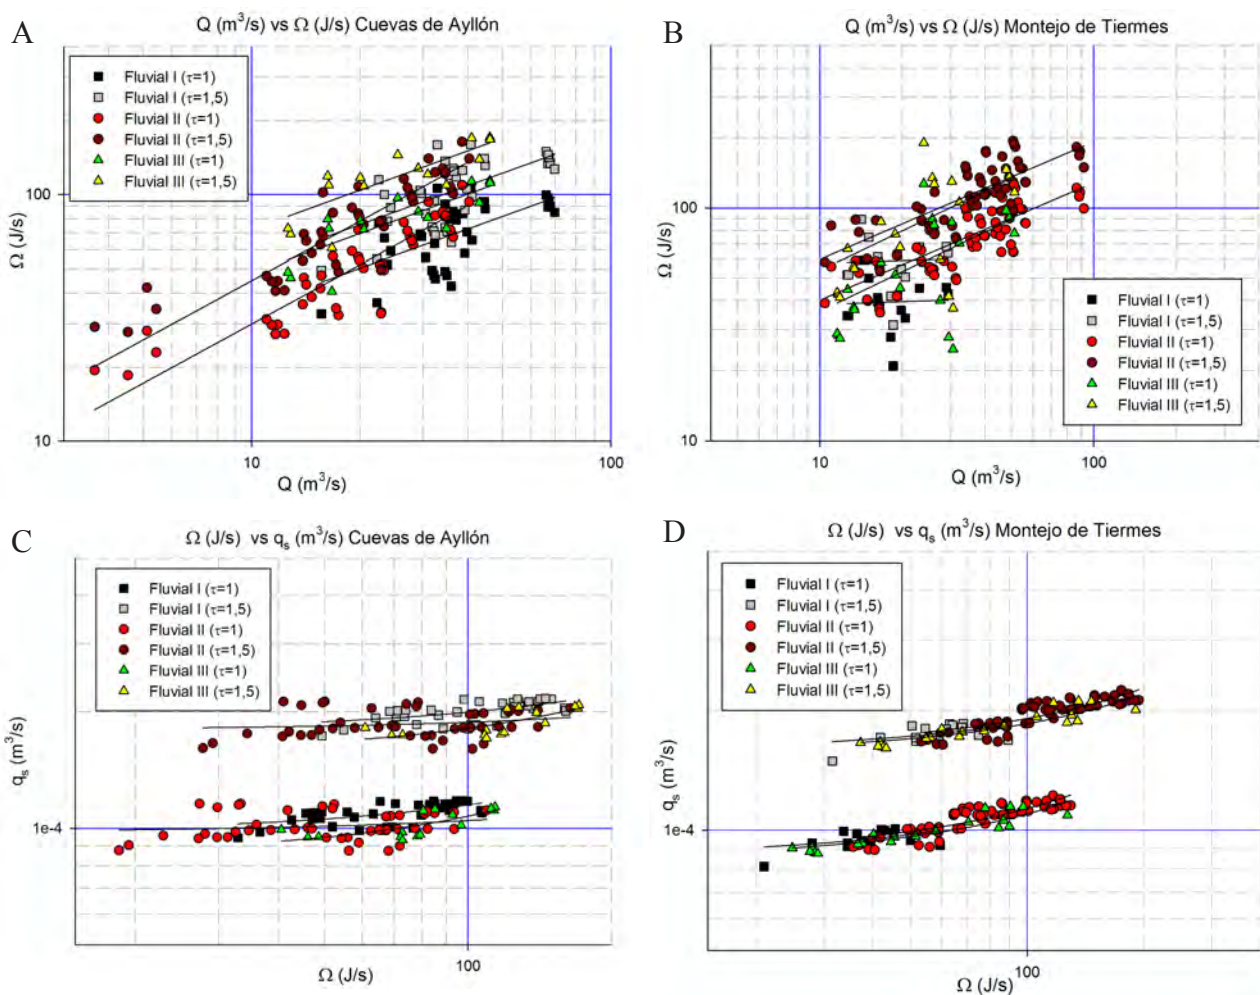 A
Q (m³/s) vs Ω (J/s) Cuevas de Ayllón
Fluvial I (τ=1)
Fluvial I (τ=1,5)
Fluvial II (τ=1)
Fluvial II (τ=1,5)
Fluvial III (τ=1)
Fluvial III (τ=1,5)
100
10
Ω (J/s)
10
100
Q (m³/s)
B
Q (m³/s) vs Ω (J/s) Montejo de Tiermes
100
10
Ω (J/s)
Fluvial I (τ=1)
Fluvial I (τ=1,5)
Fluvial II (τ=1)
Fluvial II (τ=1,5)
Fluvial III (τ=1)
Fluvial III (τ=1,5)
10
100
Q (m³/s)
C
Ω (J/s) vs qₛ (m³/s) Cuevas de Ayllón
Fluvial I (τ=1)
Fluvial I (τ=1,5)
Fluvial II (τ=1)
Fluvial II (τ=1,5)
Fluvial III (τ=1)
Fluvial III (τ=1,5)
qₛ (m³/s)
1e-4
100
Ω (J/s)
D
Ω (J/s) vs qₛ (m³/s) Montejo de Tiermes
Fluvial I (τ=1)
Fluvial I (τ=1,5)
Fluvial II (τ=1)
Fluvial II (τ=1,5)
Fluvial III (τ=1)
Fluvial III (τ=1,5)
qₛ (m³/s)
1e-4
100
Ω (J/s)